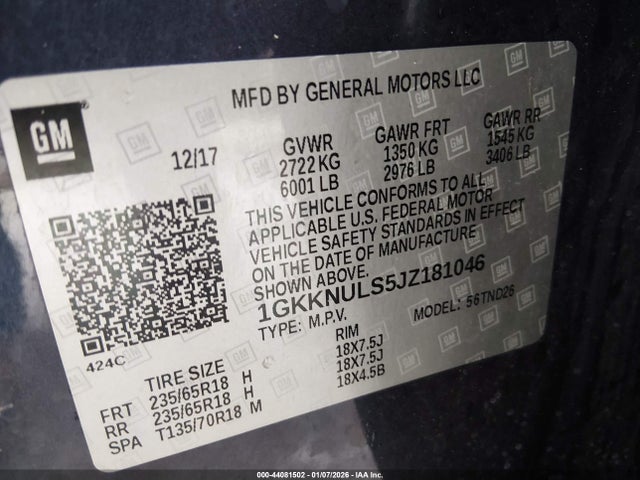 MFD BY GENERAL MOTORS LLC
GM
12/17
GVWR GAWR FRT GAWR RR
2722 KG 1350 KG 1545 KG
6001 LB 2976 LB 3406 LB
THIS VEHICLE CONFORMS TO ALL
APPLICABLE U.S. FEDERAL MOTOR
VEHICLE SAFETY STANDARDS IN EFFECT
ON THE DATE OF MANUFACTURE
SHOWN ABOVE.
1GKKNULS5JZ181046
TYPE: M.P.V. MODEL: 56TND26
424C
TIRE SIZE RIM
FRT 235/65R18 H 18X7.5J
RR 235/65R18 H 18X7.5J
SPA T135/70R18 M 18X4.5B
000-44081502 | 01/07/2026 - IAA Inc.